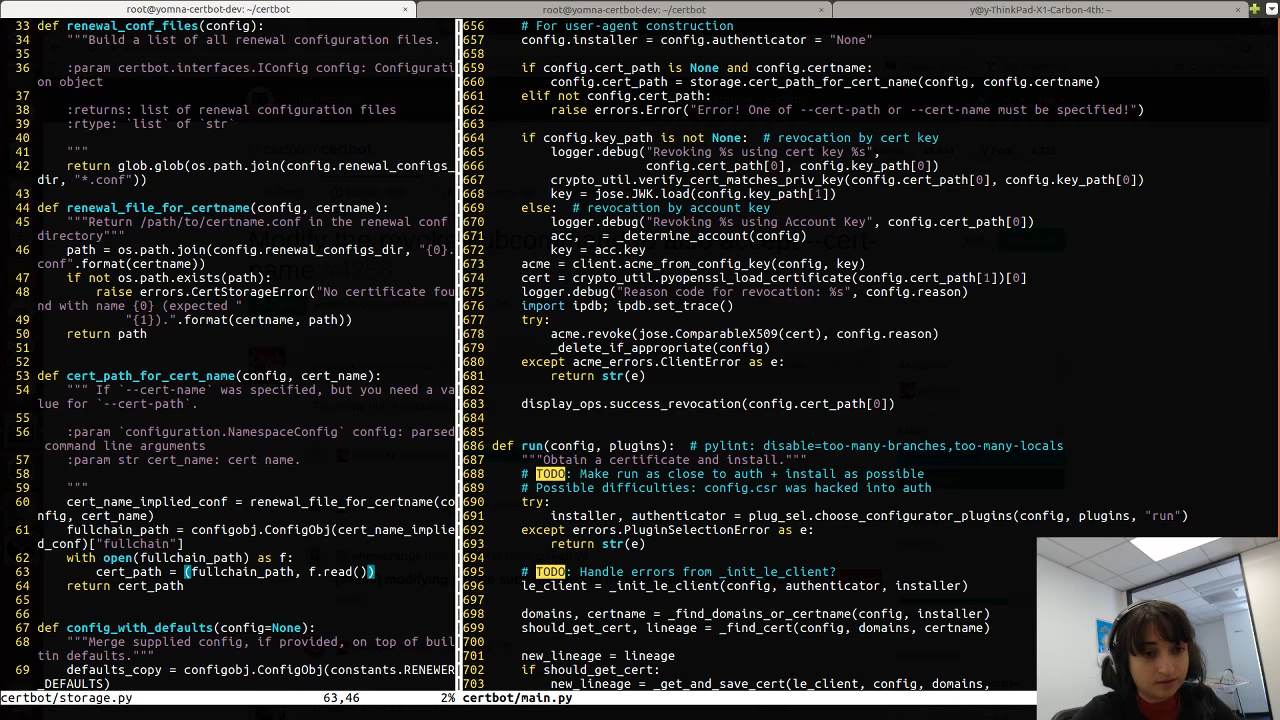 root@yomna-certbot-dev: ~/certbot
root@yomna-certbot-dev: ~/certbot
y@y-ThinkPad-X1-Carbon-4th: ~
33 def renewal_conf_files(config):
34     """Build a list of all renewal configuration files.
35
36     :param certbot.interfaces.IConfig config: Configurati
on object
37
38     :returns: list of renewal configuration files
39     :rtype: `list` of `str`
40
41     """
42     return glob.glob(os.path.join(config.renewal_configs_
dir, "*.conf"))
43
44 def renewal_file_for_certname(config, certname):
45     """Return /path/to/certname.conf in the renewal conf
directory"""
46     path = os.path.join(config.renewal_configs_dir, "{0}.
conf".format(certname))
47     if not os.path.exists(path):
48         raise errors.CertStorageError("No certificate fou
nd with name {0} (expected "
49             "{1}).".format(certname, path))
50     return path
51
52
53 def cert_path_for_cert_name(config, cert_name):
54     """ If `--cert-name` was specified, but you need a va
lue for `--cert-path`.
55
56     :param `configuration.NamespaceConfig` config: parsed
 command line arguments
57     :param str cert_name: cert name.
58
59     """
60     cert_name_implied_conf = renewal_file_for_certname(co
nfig, cert_name)
61     fullchain_path = configobj.ConfigObj(cert_name_implie
d_conf)["fullchain"]
62     with open(fullchain_path) as f:
63         cert_path = (fullchain_path, f.read())
64     return cert_path
65
66
67 def config_with_defaults(config=None):
68     """Merge supplied config, if provided, on top of buil
tin defaults."""
69     defaults_copy = configobj.ConfigObj(constants.RENEWER
_DEFAULTS)
certbot/storage.py 63,46 2%
656     # For user-agent construction
657     config.installer = config.authenticator = "None"
658
659     if config.cert_path is None and config.certname:
660         config.cert_path = storage.cert_path_for_cert_name(config, config.certname)
661     elif not config.cert_path:
662         raise errors.Error("Error! One of --cert-path or --cert-name must be specified!")
663
664     if config.key_path is not None:  # revocation by cert key
665         logger.debug("Revoking %s using cert key %s",
666                      config.cert_path[0], config.key_path[0])
667         crypto_util.verify_cert_matches_priv_key(config.cert_path[0], config.key_path[0])
668         key = jose.JWK.load(config.key_path[1])
669     else:  # revocation by account key
670         logger.debug("Revoking %s using Account Key", config.cert_path[0])
671         acc, _ = _determine_account(config)
672         key = acc.key
673     acme = client.acme_from_config_key(config, key)
674     cert = crypto_util.pyopenssl_load_certificate(config.cert_path[1])[0]
675     logger.debug("Reason code for revocation: %s", config.reason)
676     import ipdb; ipdb.set_trace()
677     try:
678         acme.revoke(jose.ComparableX509(cert), config.reason)
679         _delete_if_appropriate(config)
680     except acme_errors.ClientError as e:
681         return str(e)
682
683     display_ops.success_revocation(config.cert_path[0])
684
685
686 def run(config, plugins):  # pylint: disable=too-many-branches,too-many-locals
687     """Obtain a certificate and install."""
688     # TODO: Make run as close to auth + install as possible
689     # Possible difficulties: config.csr was hacked into auth
690     try:
691         installer, authenticator = plug_sel.choose_configurator_plugins(config, plugins, "run")
692     except errors.PluginSelectionError as e:
693         return str(e)
694
695     # TODO: Handle errors from _init_le_client?
696     le_client = _init_le_client(config, authenticator, installer)
697
698     domains, certname = _find_domains_or_certname(config, installer)
699     should_get_cert, lineage = _find_cert(config, domains, certname)
700
701     new_lineage = lineage
702     if should_get_cert:
703         new_lineage = _get_and_save_cert(le_client, config, domains,
certbot/main.py